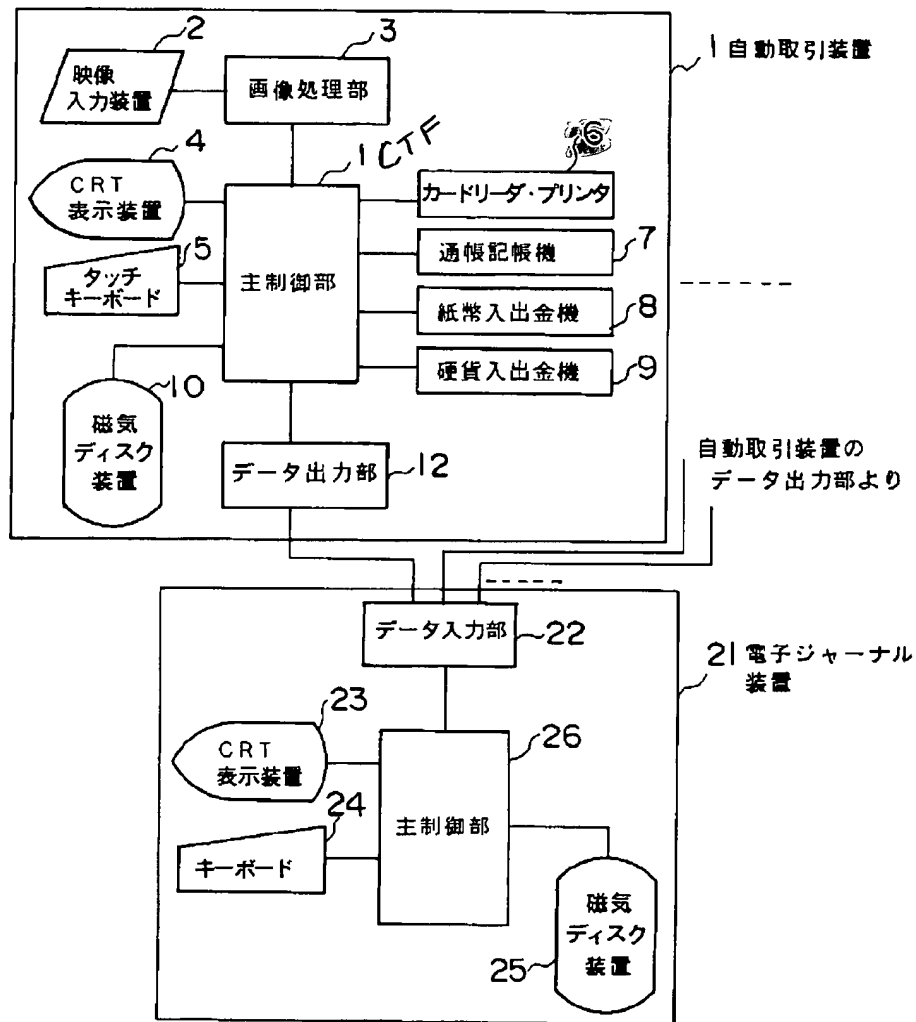 2
3
1 自動取引装置
映像
入力装置
画像処理部
4
1 CTF
6
CRT
表示装置
カードリーダ・プリンタ
5
通帳記帳機
7
タッチ
キーボード
主制御部
紙幣入出金機
8
10
硬貨入出金機
9
磁気
ディスク
装置
データ出力部
12
自動取引装置の
データ出力部より
データ入力部
22
21 電子ジャーナル
装置
23
CRT
表示装置
26
24
主制御部
キーボード
磁気
ディスク
装置
25